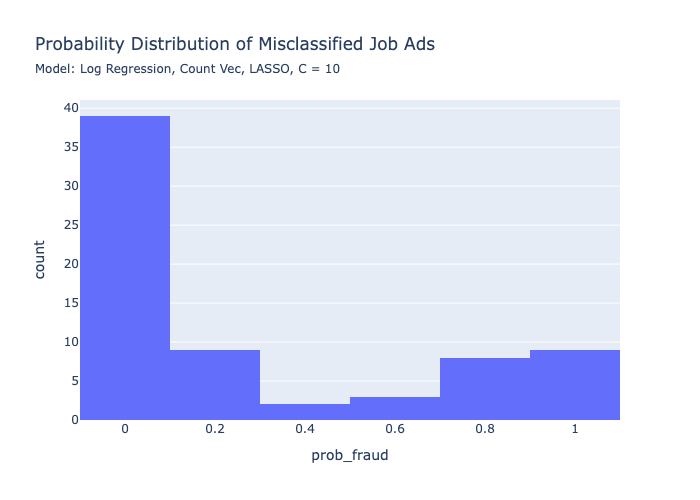 Probability Distribution of Misclassified Job Ads
Model: Log Regression, Count Vec, LASSO, C = 10
40
35
30
25
20
15
10
5
0
count
0 0.2 0.4 0.6 0.8 1
prob_fraud